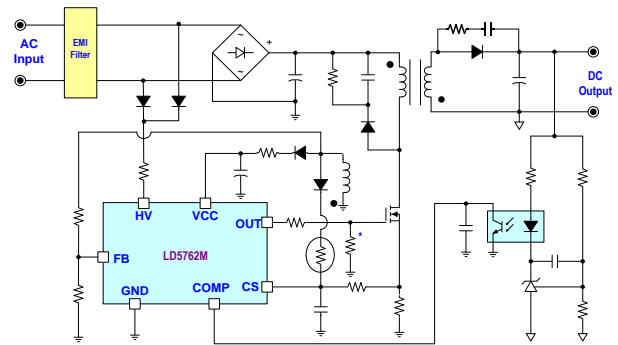 AC
Input
EMI
Filter
~
+
~
DC
Output
HV
VCC
OUT
*
LD5762M
FB
GND
COMP
CS